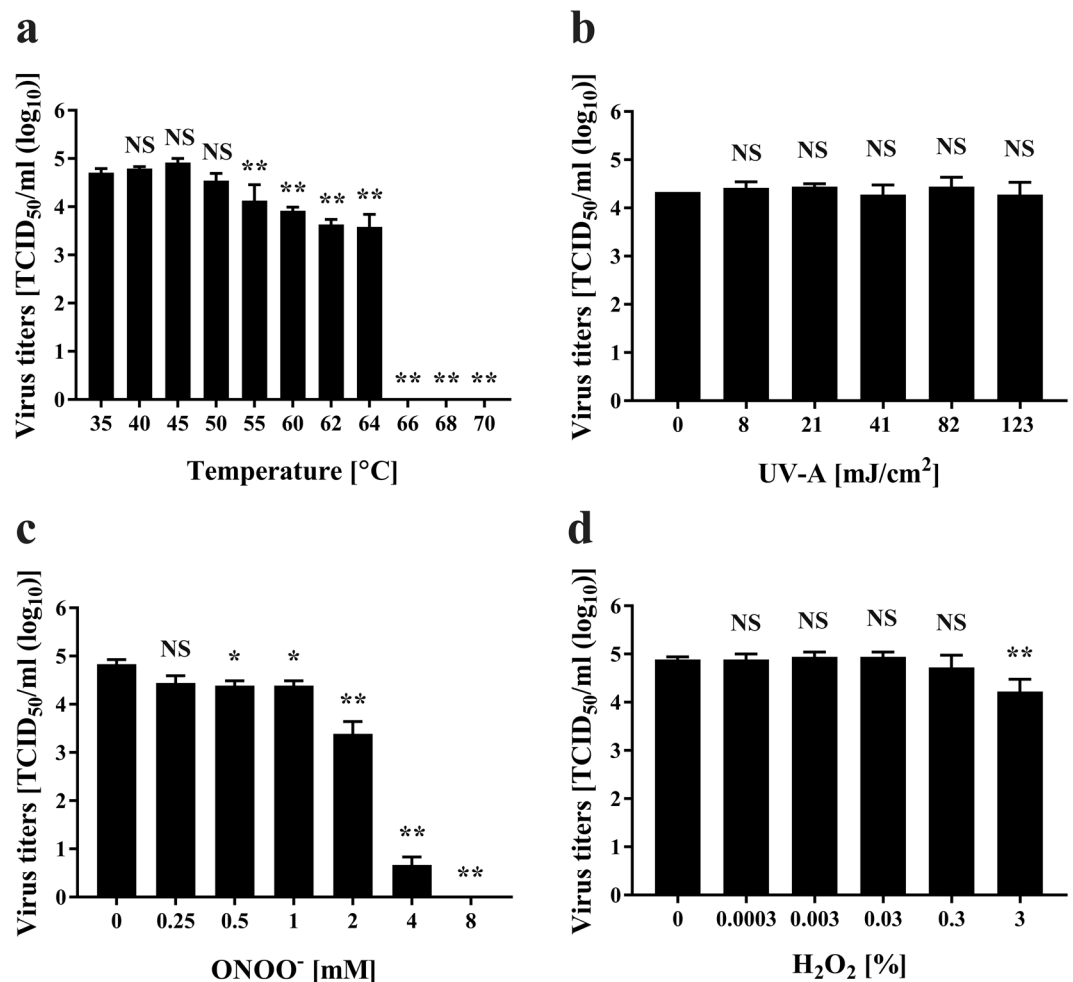 a
Virus titers [TCID₅₀/ml (log₁₀)]
6
5
4
3
2
1
0
NS NS NS ** ** ** ** ** ** **
35 40 45 50 55 60 62 64 66 68 70
Temperature [°C]
b
Virus titers [TCID₅₀/ml (log₁₀)]
6
5
4
3
2
1
0
NS NS NS NS NS
0 8 21 41 82 123
UV-A [mJ/cm²]
c
Virus titers [TCID₅₀/ml (log₁₀)]
6
5
4
3
2
1
0
NS * * ** ** **
0 0.25 0.5 1 2 4 8
ONOO⁻ [mM]
d
Virus titers [TCID₅₀/ml (log₁₀)]
6
5
4
3
2
1
0
NS NS NS NS **
0 0.0003 0.003 0.03 0.3 3
H₂O₂ [%]